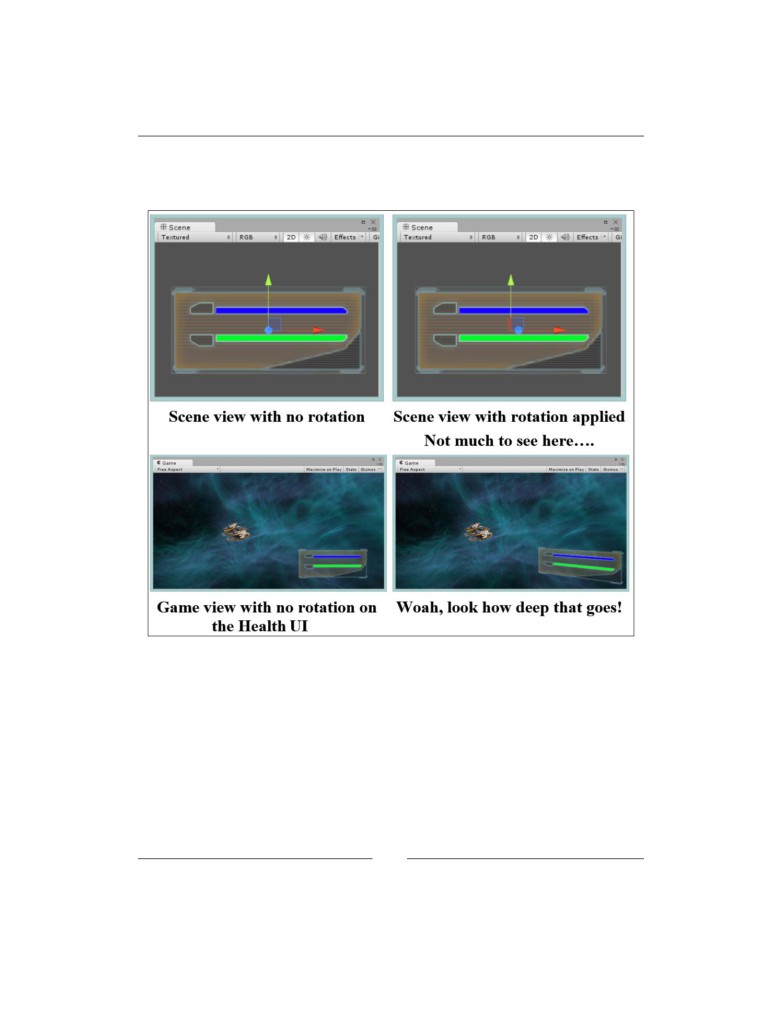 Scene
Textured RGB 2D Effects Gi
Scene
Textured RGB 2D Effects Gi
Scene view with no rotation
Scene view with rotation applied
Not much to see here….
Game
Free Aspect Maximize on Play Stats Gizmos
Game
Free Aspect Maximize on Play Stats Gizmos
Game view with no rotation on
the Health UI
Woah, look how deep that goes!